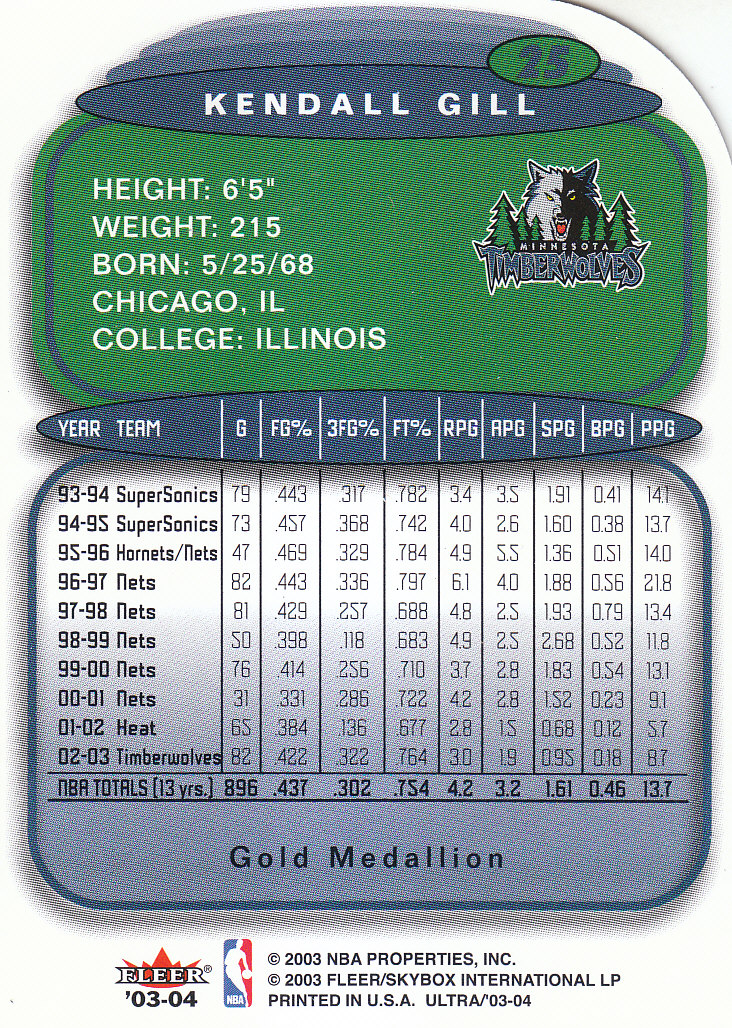 25
KENDALL GILL
HEIGHT: 6'5"
WEIGHT: 215
BORN: 5/25/68
CHICAGO, IL
COLLEGE: ILLINOIS
MINNESOTA
TIMBERWOLVES
YEAR TEAM G FG% 3FG% FT% RPG APG SPG BPG PPG
93-94 SuperSonics 79 .443 .317 .782 3.4 3.5 1.91 0.41 14.1
94-95 SuperSonics 73 .457 .368 .742 4.0 2.6 1.60 0.38 13.7
95-96 Hornets/Nets 47 .469 .329 .784 4.9 5.5 1.36 0.51 14.0
96-97 Nets 82 .443 .336 .797 6.1 4.0 1.88 0.56 21.8
97-98 Nets 81 .429 .257 .688 4.8 2.5 1.93 0.79 13.4
98-99 Nets 50 .398 .118 .683 4.9 2.5 2.68 0.52 11.8
99-00 Nets 76 .414 .256 .710 3.7 2.8 1.83 0.54 13.1
00-01 Nets 31 .331 .286 .722 4.2 2.8 1.52 0.23 9.1
01-02 Heat 65 .384 .136 .677 2.8 1.5 0.68 0.12 5.7
02-03 Timberwolves 82 .422 .322 .764 3.0 1.9 0.95 0.18 8.7
NBA TOTALS (13 yrs.) 896 .437 .302 .754 4.2 3.2 1.61 0.46 13.7
Gold Medallion
FLEER®
'03-04
NBA
© 2003 NBA PROPERTIES, INC.
© 2003 FLEER/SKYBOX INTERNATIONAL LP
PRINTED IN U.S.A. ULTRA/'03-04